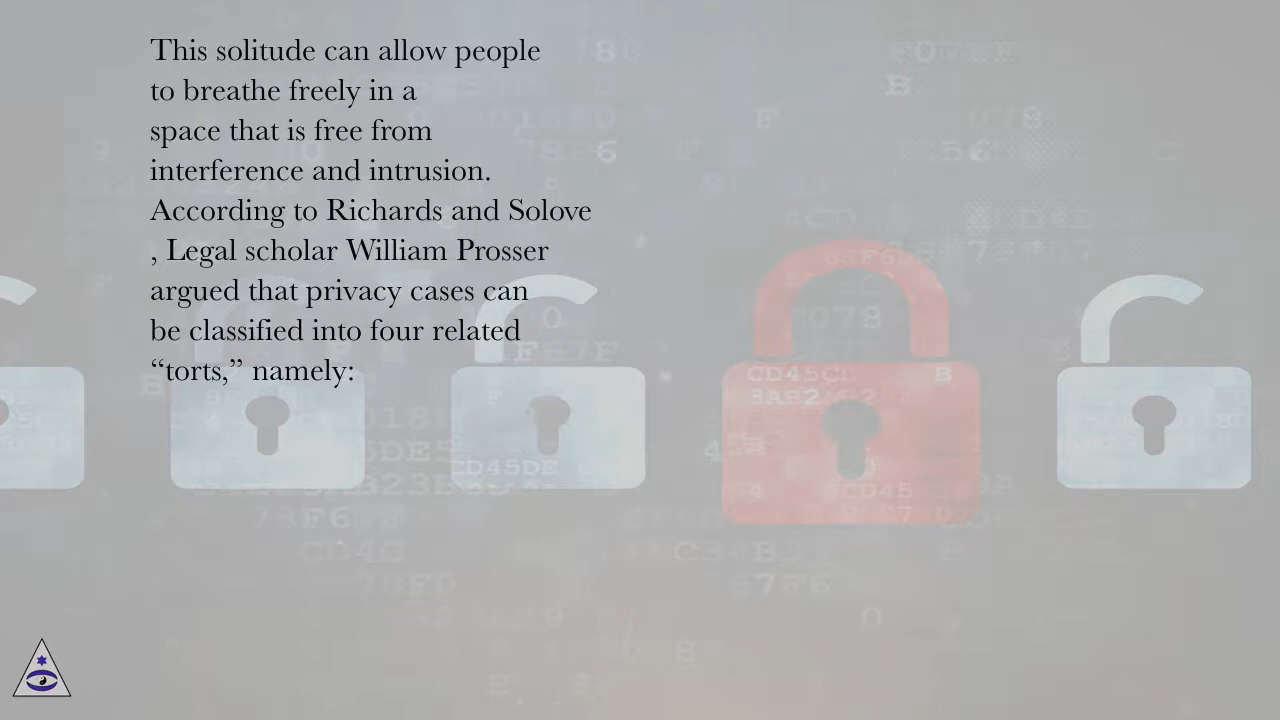 This solitude can allow people
to breathe freely in a
space that is free from
interference and intrusion.
According to Richards and Solove
, Legal scholar William Prosser
argued that privacy cases can
be classified into four related
“torts,” namely: